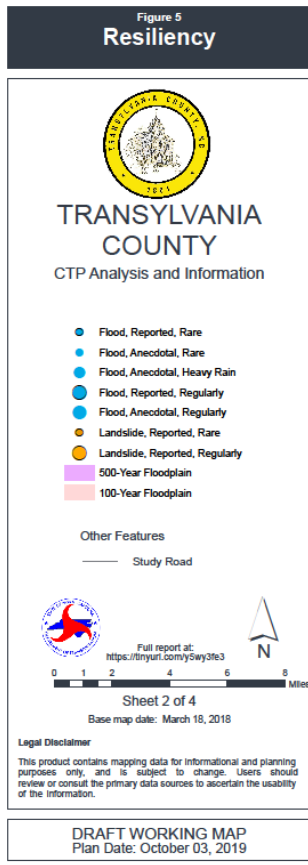 Figure 5
Resiliency
TRANSYLVANIA COUNTY, NC
1861
TRANSYLVANIA
COUNTY
CTP Analysis and Information
Flood, Reported, Rare
Flood, Anecdotal, Rare
Flood, Anecdotal, Heavy Rain
Flood, Reported, Regularly
Flood, Anecdotal, Regularly
Landslide, Reported, Rare
Landslide, Reported, Regularly
500-Year Floodplain
100-Year Floodplain
Other Features
Study Road
N
Full report at:
https://tinyurl.com/y5wy3fe3
0 1 2 4 6 8
Miles
Sheet 2 of 4
Base map date: March 18, 2018
Legal Disclaimer
This product contains mapping data for informational and planning
purposes only, and is subject to change. Users should
review or consult the primary data sources to ascertain the usability
of the information.
DRAFT WORKING MAP
Plan Date: October 03, 2019